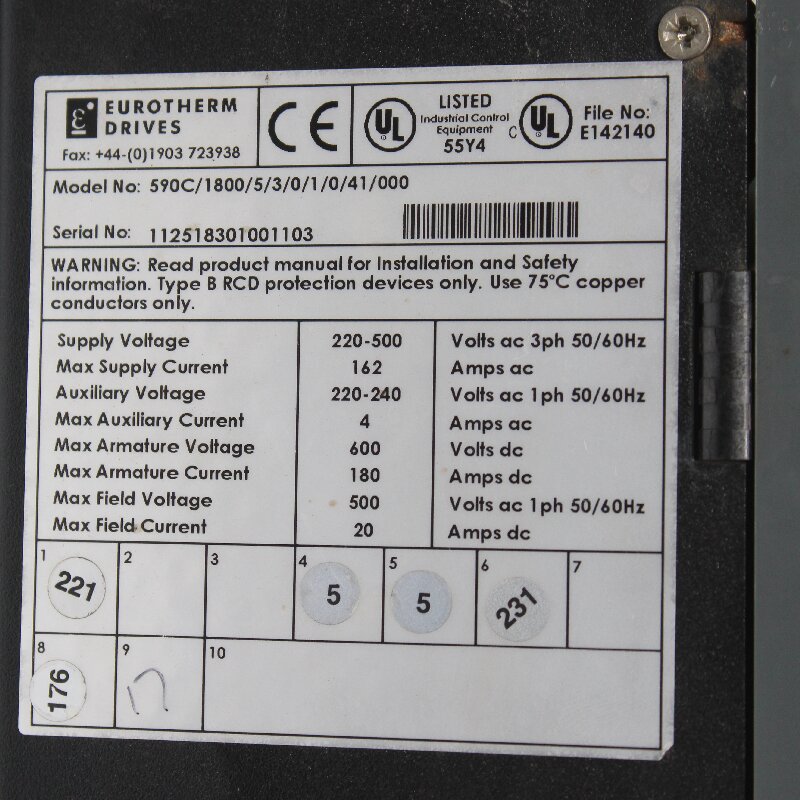 EUROTHERM
DRIVES
Fax: +44-(0)1903 723938
CE
UL
LISTED
Industrial Control
Equipment
55Y4
C UL
File No:
E142140
Model No: 590C/1800/5/3/0/1/0/41/000
Serial No: 112518301001103
WARNING: Read product manual for Installation and Safety
information. Type B RCD protection devices only. Use 75°C copper
conductors only.
Supply Voltage 220-500 Volts ac 3ph 50/60Hz
Max Supply Current 162 Amps ac
Auxiliary Voltage 220-240 Volts ac 1ph 50/60Hz
Max Auxiliary Current 4 Amps ac
Max Armature Voltage 600 Volts dc
Max Armature Current 180 Amps dc
Max Field Voltage 500 Volts ac 1ph 50/60Hz
Max Field Current 20 Amps dc
1 2 3 4 5 6 7
221 5 5 231
8 9 10
176